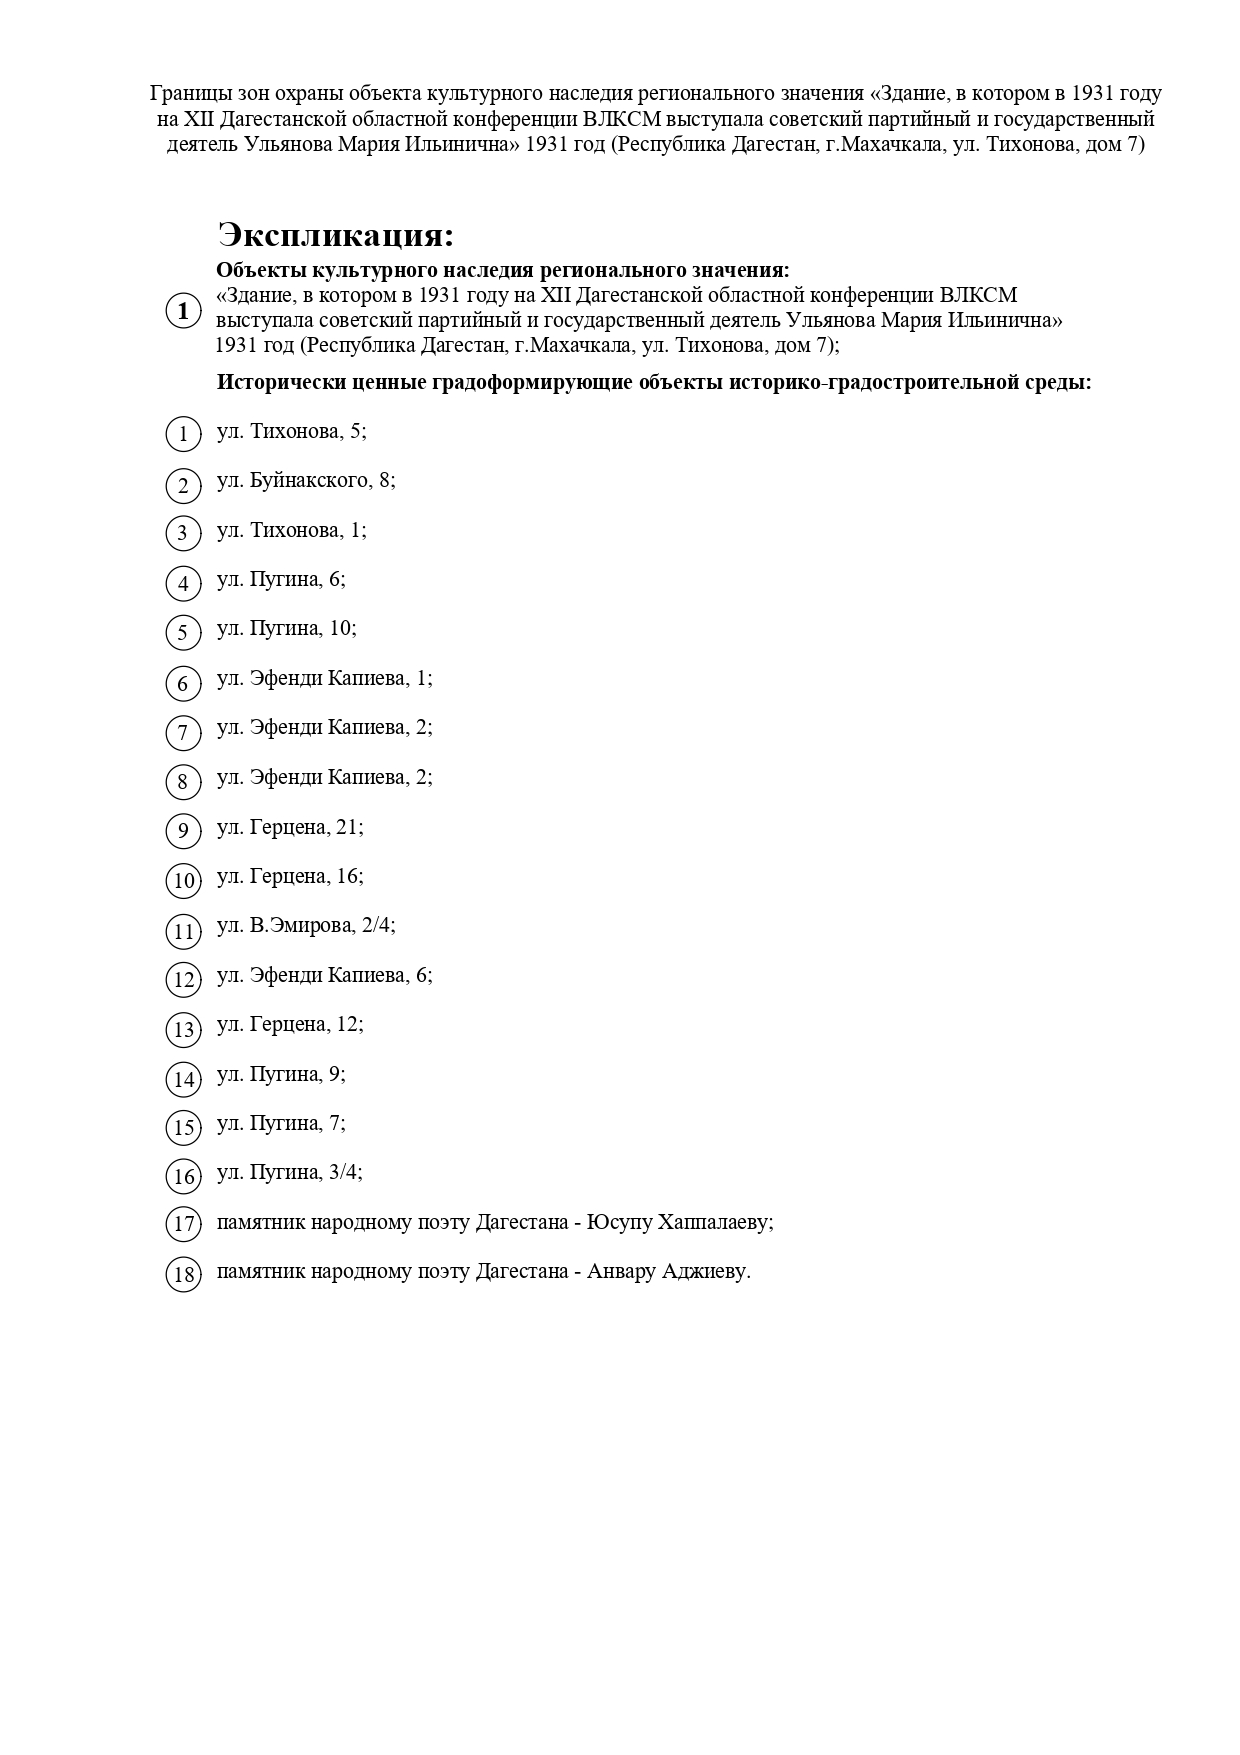 Границы зон охраны объекта культурного наследия регионального значения «Здание, в котором в 1931 году
на XII Дагестанской областной конференции ВЛКСМ выступала советский партийный и государственный
деятель Ульянова Мария Ильинична» 1931 год (Республика Дагестан, г.Махачкала, ул. Тихонова, дом 7)
Экспликация:
Объекты культурного наследия регионального значения:
1 «Здание, в котором в 1931 году на XII Дагестанской областной конференции ВЛКСМ
выступала советский партийный и государственный деятель Ульянова Мария Ильинична»
1931 год (Республика Дагестан, г.Махачкала, ул. Тихонова, дом 7);
Исторически ценные градоформирующие объекты историко-градостроительной среды:
1 ул. Тихонова, 5;
2 ул. Буйнакского, 8;
3 ул. Тихонова, 1;
4 ул. Пугина, 6;
5 ул. Пугина, 10;
6 ул. Эфенди Капиева, 1;
7 ул. Эфенди Капиева, 2;
8 ул. Эфенди Капиева, 2;
9 ул. Герцена, 21;
10 ул. Герцена, 16;
11 ул. В.Эмирова, 2/4;
12 ул. Эфенди Капиева, 6;
13 ул. Герцена, 12;
14 ул. Пугина, 9;
15 ул. Пугина, 7;
16 ул. Пугина, 3/4;
17 памятник народному поэту Дагестана - Юсупу Хаппалаеву;
18 памятник народному поэту Дагестана - Анвару Аджиеву.